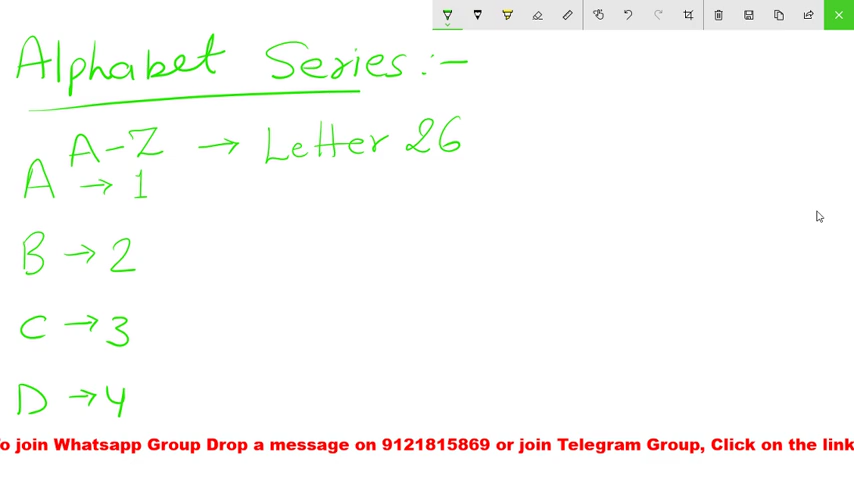 Alphabet Series :-
A-Z → Letter 26
A → 1
B → 2
C → 3
D → 4
o join Whatsapp Group Drop a message on 9121815869 or join Telegram Group, Click on the link